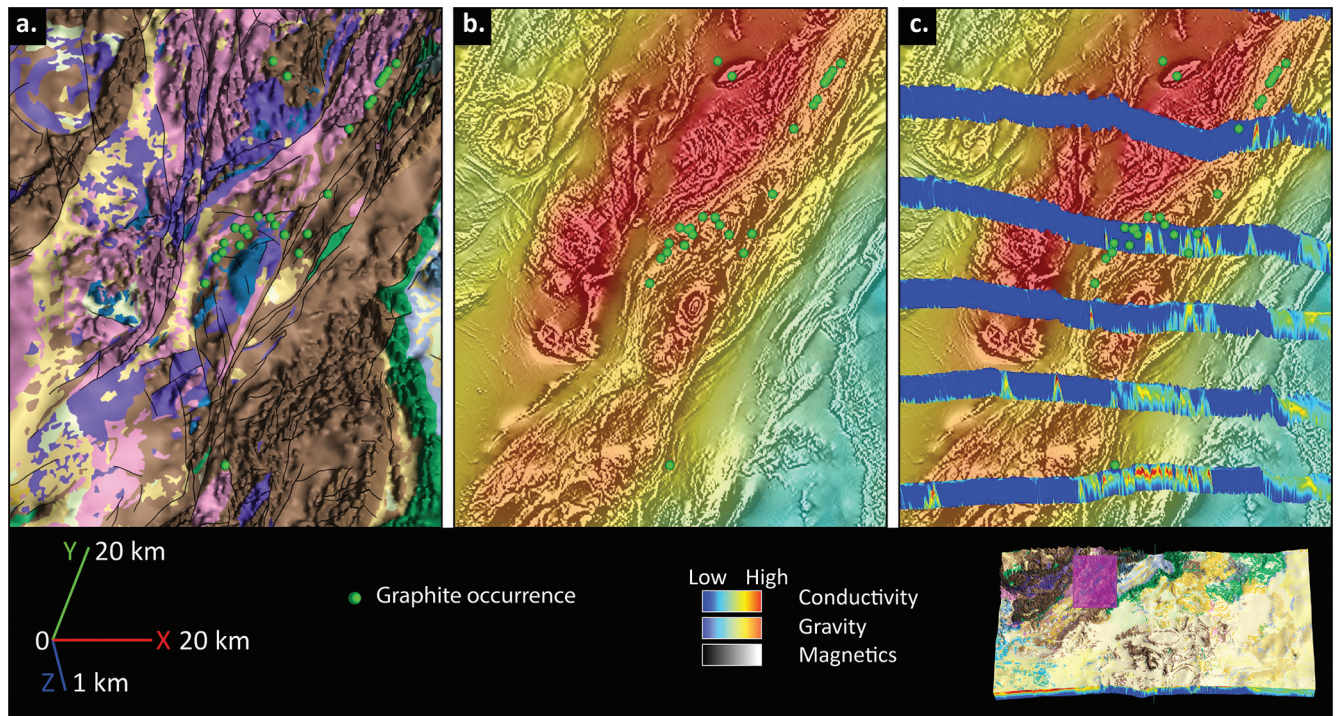 a.
b.
c.
Y 20 km
0
X 20 km
Z 1 km
Graphite occurrence
Low High
Conductivity
Gravity
Magnetics